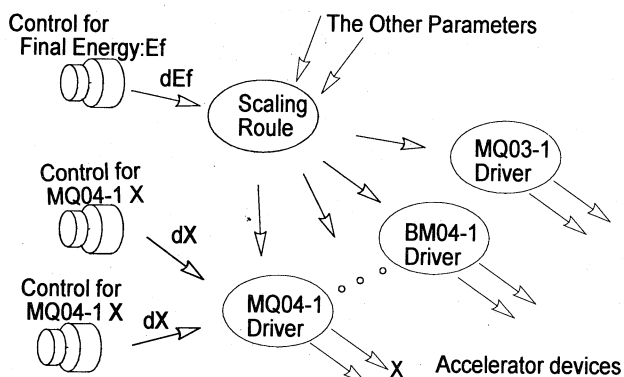 Control for
Final Energy:Ef
The Other Parameters
dEf
Scaling
Roule
MQ03-1
Driver
Control for
MQ04-1 X
dX
BM04-1
Driver
Control for
MQ04-1 X
dX
MQ04-1
Driver
X
Accelerator devices